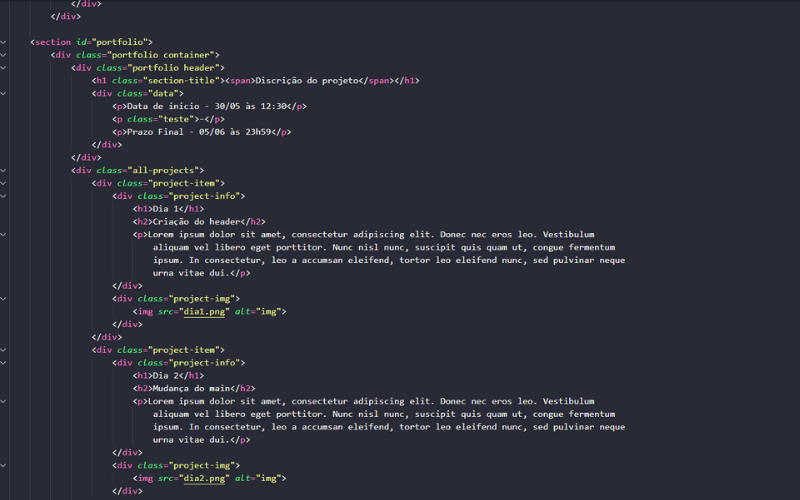 </div>
</div>
<section id="portfolio">
<div class="portfolio container">
<div class="portfolio header">
<h1 class="section-title"><span>Discrição do projeto</span></h1>
<div class="data">
<p>Data de inicio - 30/05 às 12:30</p>
<p class="teste">-</p>
<p>Prazo Final - 05/06 às 23h59</p>
</div>
</div>
<div class="all-projects">
<div class="project-item">
<div class="project-info">
<h1>Dia 1</h1>
<h2>Criação do header</h2>
<p>Lorem ipsum dolor sit amet, consectetur adipiscing elit. Donec nec eros leo. Vestibulum
aliquam vel libero eget porttitor. Nunc nisl nunc, suscipit quis quam ut, congue fermentum
ipsum. In consectetur, leo a accumsan eleifend, tortor leo eleifend nunc, sed pulvinar neque
urna vitae dui.</p>
</div>
<div class="project-img">
<img src="dia1.png" alt="img">
</div>
</div>
<div class="project-item">
<div class="project-info">
<h1>Dia 2</h1>
<h2>Mudança do main</h2>
<p>Lorem ipsum dolor sit amet, consectetur adipiscing elit. Donec nec eros leo. Vestibulum
aliquam vel libero eget porttitor. Nunc nisl nunc, suscipit quis quam ut, congue fermentum
ipsum. In consectetur, leo a accumsan eleifend, tortor leo eleifend nunc, sed pulvinar neque
urna vitae dui.</p>
</div>
<div class="project-img">
<img src="dia2.png" alt="img">
</div>